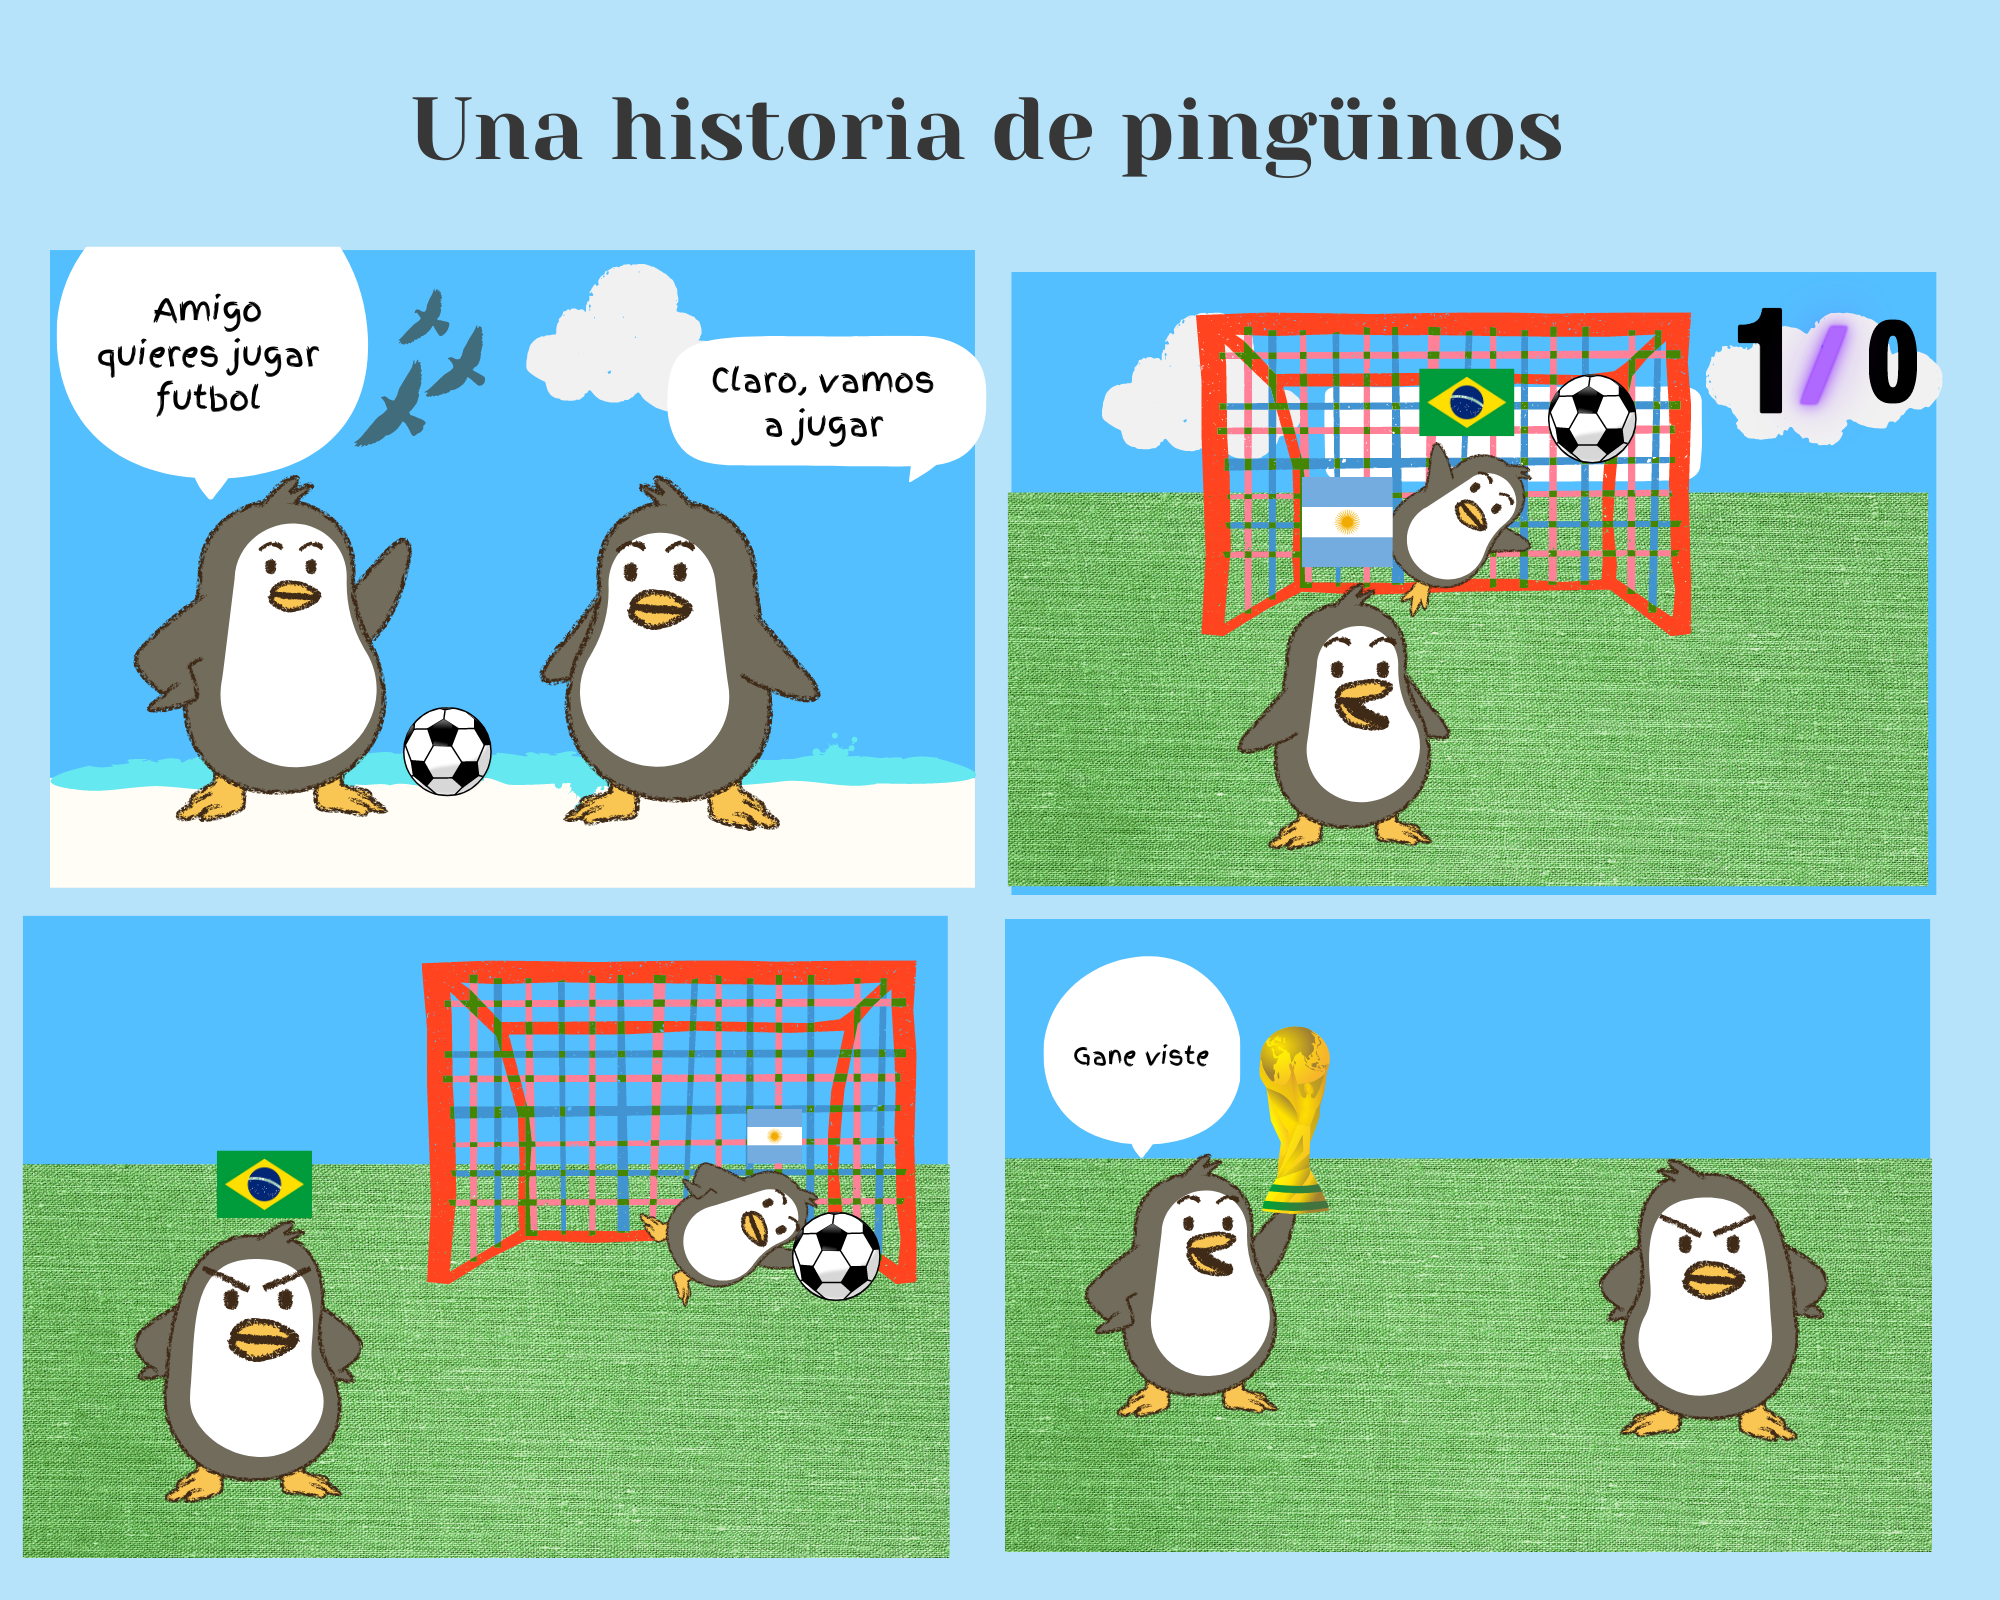 Una historia de pingüinos
Amigo
quieres jugar
futbol
Claro, vamos
a jugar
1/0
Gane viste